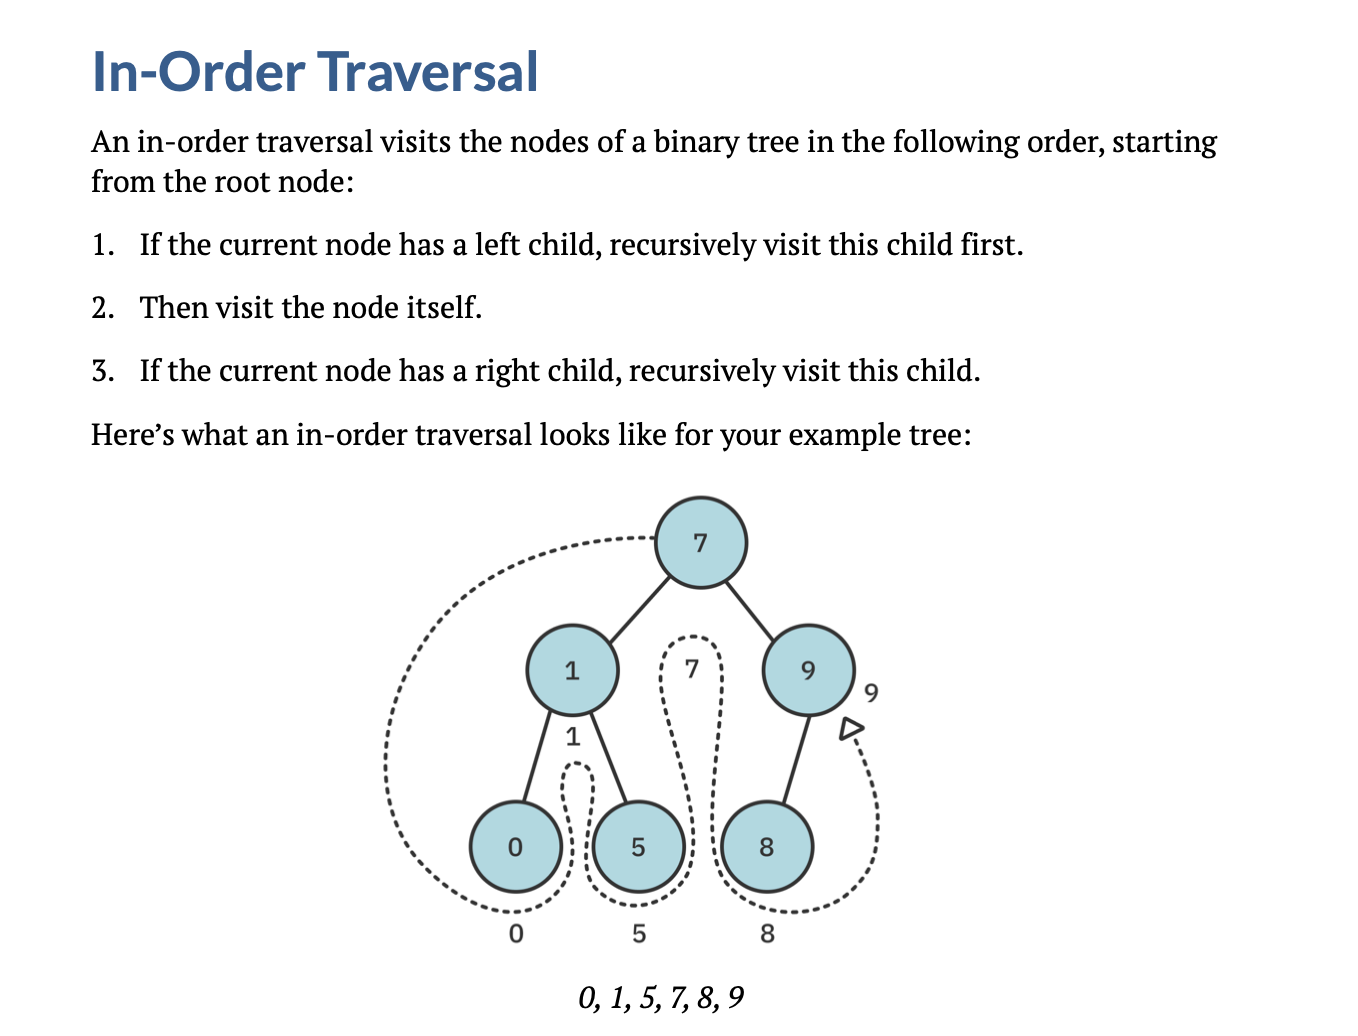 In-Order Traversal
An in-order traversal visits the nodes of a binary tree in the following order, starting
from the root node:
1. If the current node has a left child, recursively visit this child first.
2. Then visit the node itself.
3. If the current node has a right child, recursively visit this child.
Here’s what an in-order traversal looks like for your example tree:
7
1
7
9
9
1
0
5
8
0
5
8
0, 1, 5, 7, 8, 9